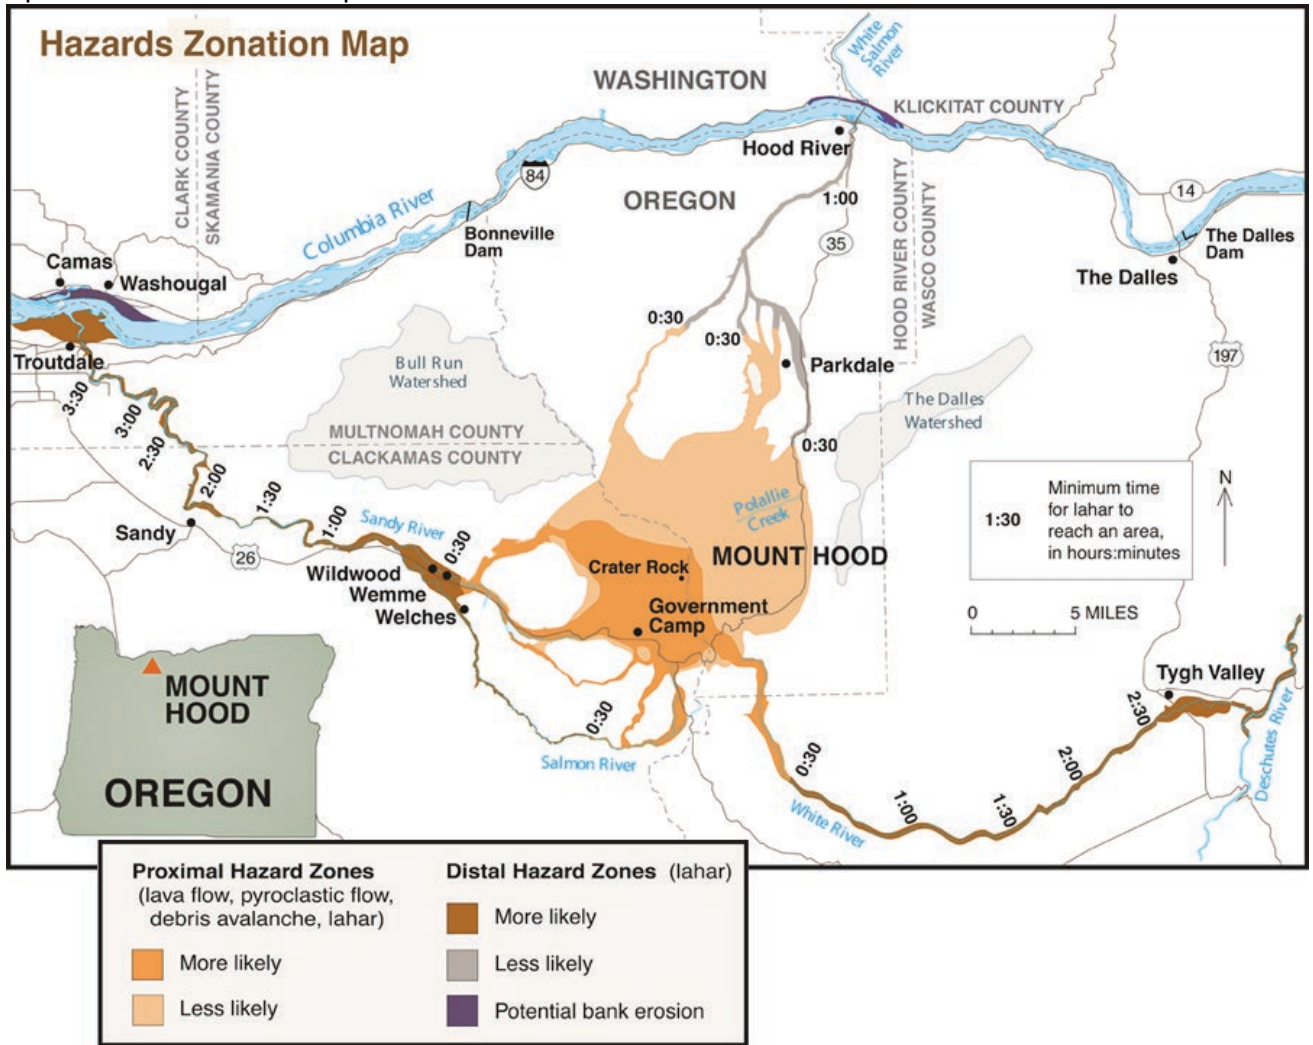 Hazards Zonation Map
WASHINGTON
White
Salmon
River
KLICKITAT COUNTY
CLARK COUNTY
SKAMANIA COUNTY
Hood River
84
OREGON
1:00
14
35
HOOD RIVER COUNTY
WASCO COUNTY
Columbia River
Bonneville
Dam
The Dalles
Dam
The Dalles
Camas
Washougal
0:30
0:30
Troutdale
Bull Run
Watershed
Parkdale
197
3:30
3:00
2:30
2:00
1:30
1:00
0:30
The Dalles
Watershed
MULTNOMAH COUNTY
CLACKAMAS COUNTY
0:30
Polallie
Creek
1:30
Minimum time
for lahar to
reach an area,
in hours:minutes
N
Sandy
Sandy River
26
MOUNT HOOD
Crater Rock
Wildwood
Wemme
Welches
Government
Camp
0 5 MILES
MOUNT
HOOD
OREGON
0:30
Salmon River
0:30
White River
1:00
1:30
2:00
2:30
Tygh Valley
Deschutes River
Proximal Hazard Zones
(lava flow, pyroclastic flow,
debris avalanche, lahar)
More likely
Less likely
Distal Hazard Zones (lahar)
More likely
Less likely
Potential bank erosion